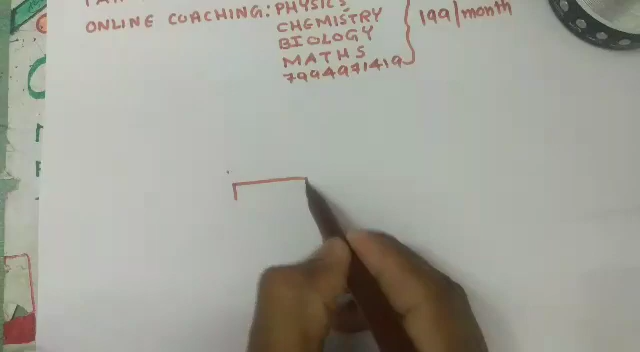 ONLINE COACHING: PHYSICS
CHEMISTRY
BIOLOGY
MATHS
7994971419
199/month